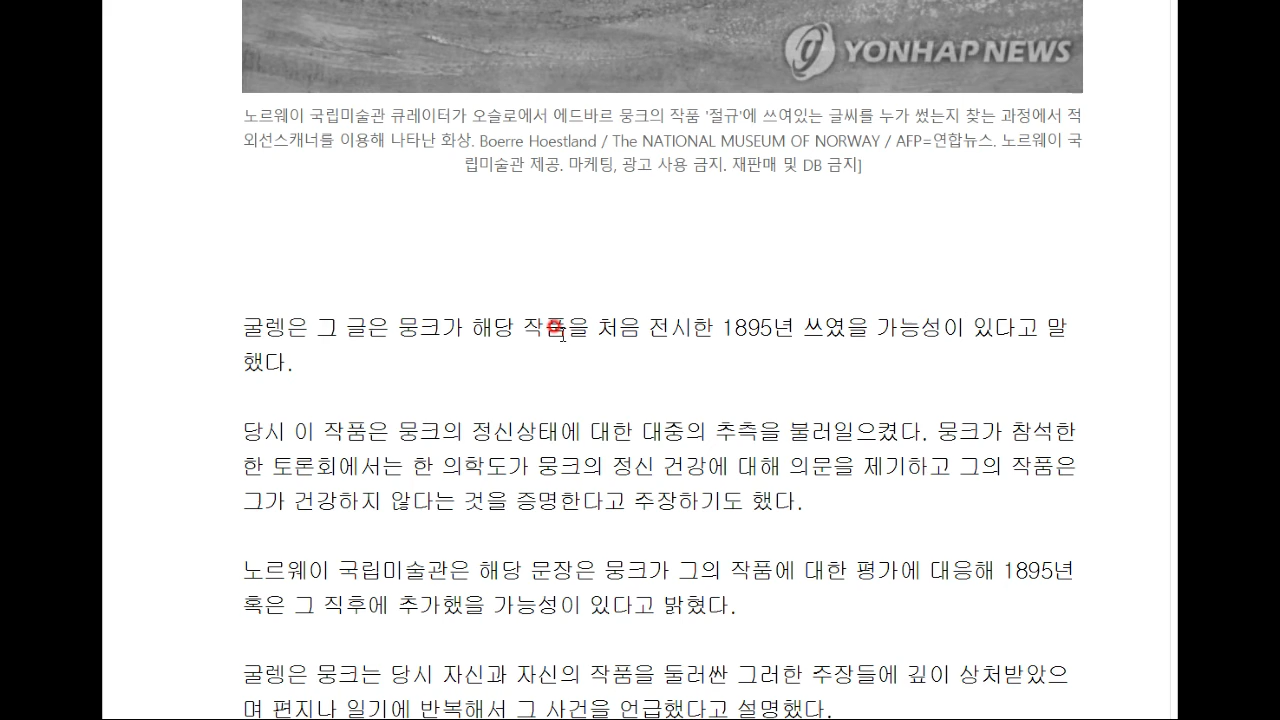 YONHAP NEWS
노르웨이 국립미술관 큐레이터가 오슬로에서 에드바르 뭉크의 작품 '절규'에 쓰여있는 글씨를 누가 썼는지 찾는 과정에서 적
외선스캐너를 이용해 나타난 화상. Boerre Hoestland / The NATIONAL MUSEUM OF NORWAY / AFP=연합뉴스. 노르웨이 국
립미술관 제공. 마케팅, 광고 사용 금지. 재판매 및 DB 금지]
굴렝은 그 글은 뭉크가 해당 작품을 처음 전시한 1895년 쓰였을 가능성이 있다고 말
했다.
당시 이 작품은 뭉크의 정신상태에 대한 대중의 추측을 불러일으켰다. 뭉크가 참석한
한 토론회에서는 한 의학도가 뭉크의 정신 건강에 대해 의문을 제기하고 그의 작품은
그가 건강하지 않다는 것을 증명한다고 주장하기도 했다.
노르웨이 국립미술관은 해당 문장은 뭉크가 그의 작품에 대한 평가에 대응해 1895년
혹은 그 직후에 추가했을 가능성이 있다고 밝혔다.
굴렝은 뭉크는 당시 자신과 자신의 작품을 둘러싼 그러한 주장들에 깊이 상처받았으
며 편지나 일기에 반복해서 그 사건을 언급했다고 설명했다.